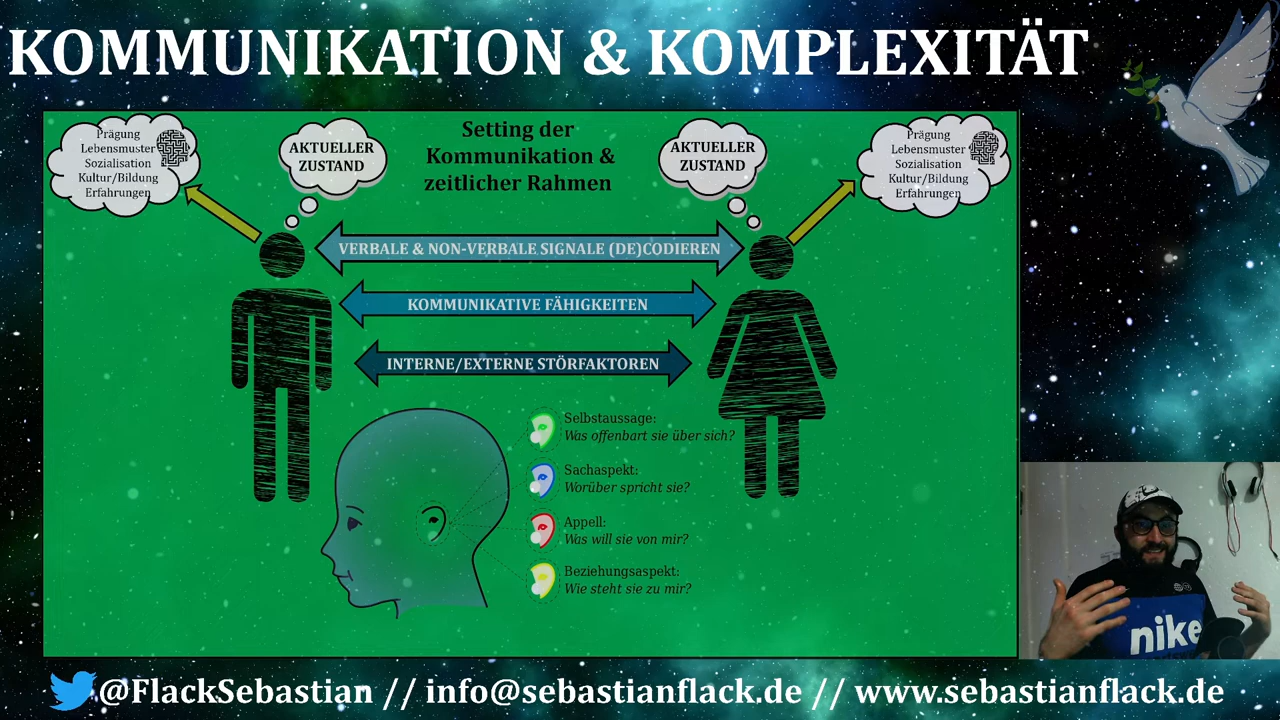 KOMMUNIKATION & KOMPLEXITÄT
Prägung
Lebensmuster
Sozialisation
Kultur/Bildung
Erfahrungen
AKTUELLER
ZUSTAND
Setting der
Kommunikation &
zeitlicher Rahmen
AKTUELLER
ZUSTAND
Prägung
Lebensmuster
Sozialisation
Kultur/Bildung
Erfahrungen
VERBALE & NON-VERBALE SIGNALE (DE)CODIEREN
KOMMUNIKATIVE FÄHIGKEITEN
INTERNE/EXTERNE STÖRFAKTOREN
Selbstaussage:
Was offenbart sie über sich?
Sachaspekt:
Worüber spricht sie?
Appell:
Was will sie von mir?
Beziehungsaspekt:
Wie steht sie zu mir?
nike
@FlackSebastian // info@sebastianflack.de // www.sebastianflack.de